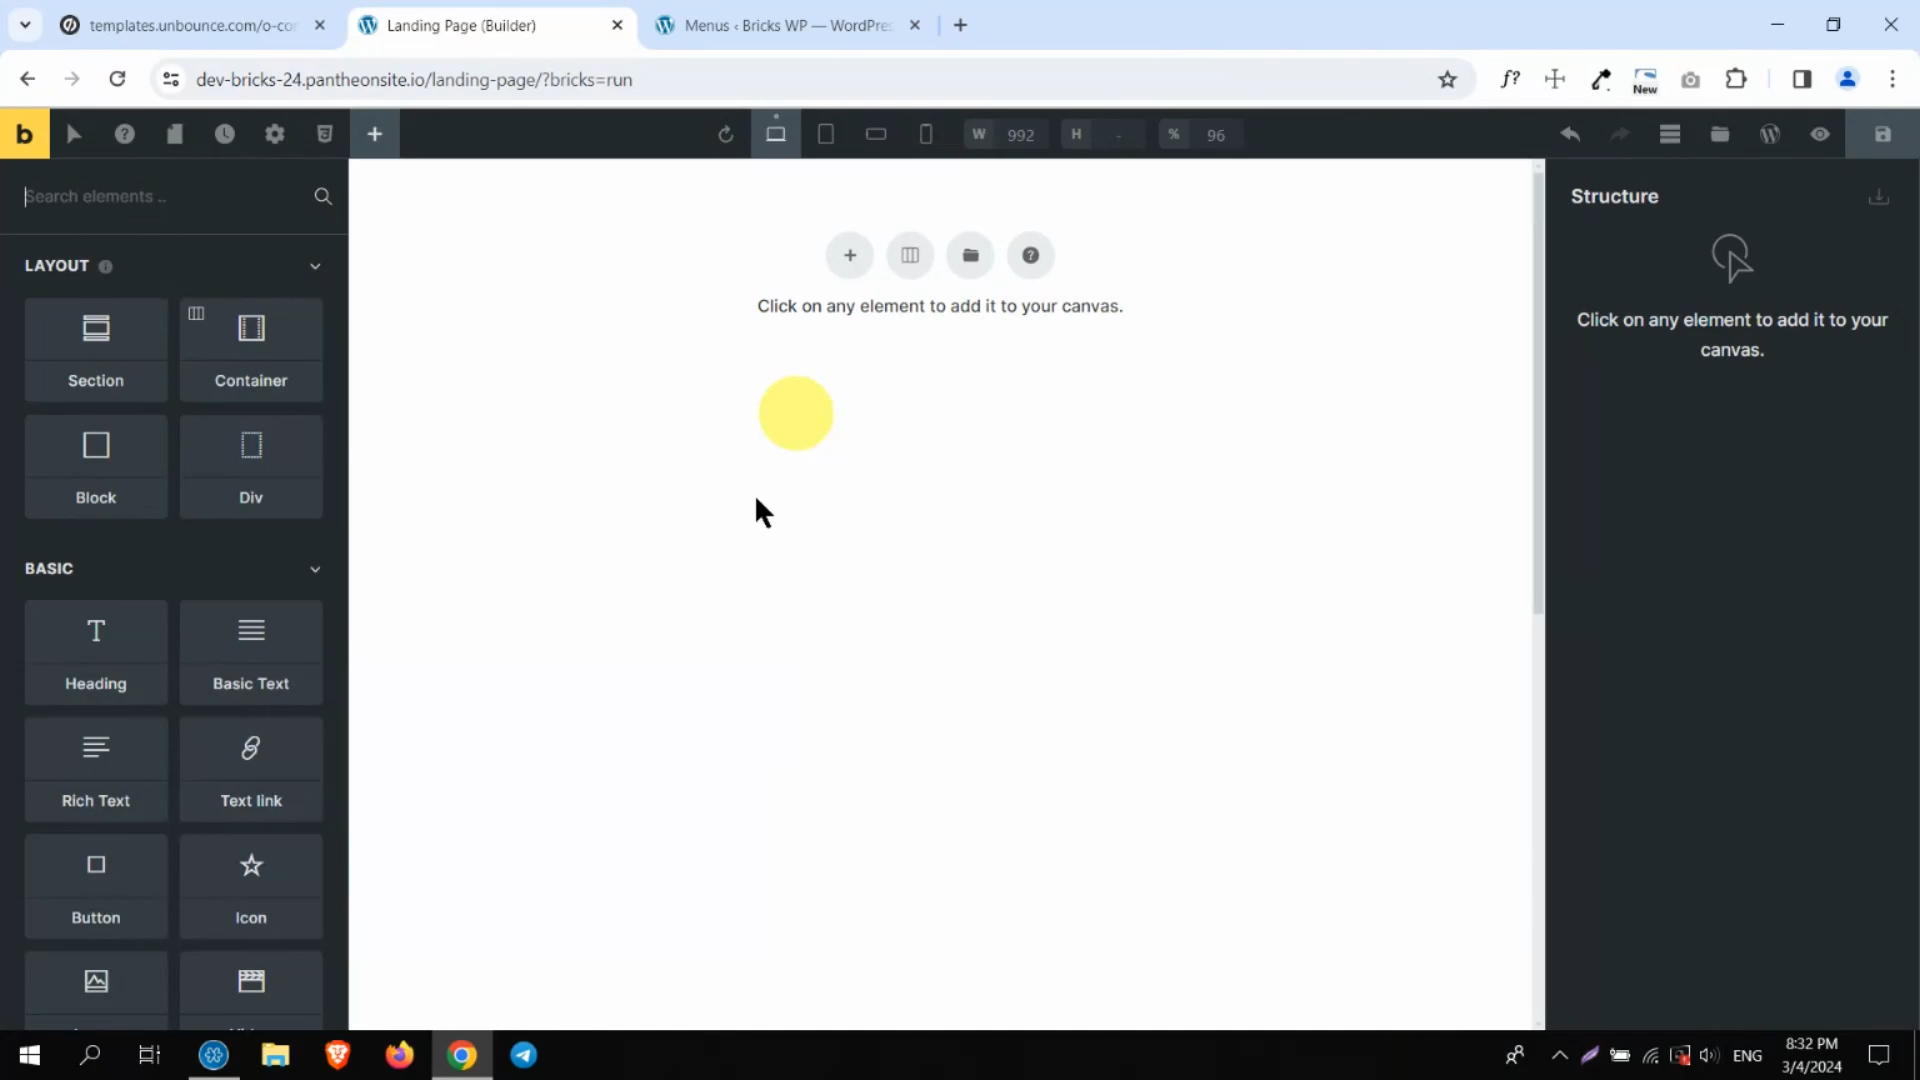 templates.unbounce.com/o-co
Landing Page (Builder)
Menus ‹ Bricks WP — WordPres
dev-bricks-24.pantheonsite.io/landing-page/?bricks=run
f?
New
b
W 992
H -
% 96
Search elements ..
LAYOUT
Section
Container
Block
Div
BASIC
Heading
Basic Text
Rich Text
Text link
Button
Icon
Click on any element to add it to your canvas.
Structure
Click on any element to add it to your
canvas.
ENG
8:32 PM
3/4/2024